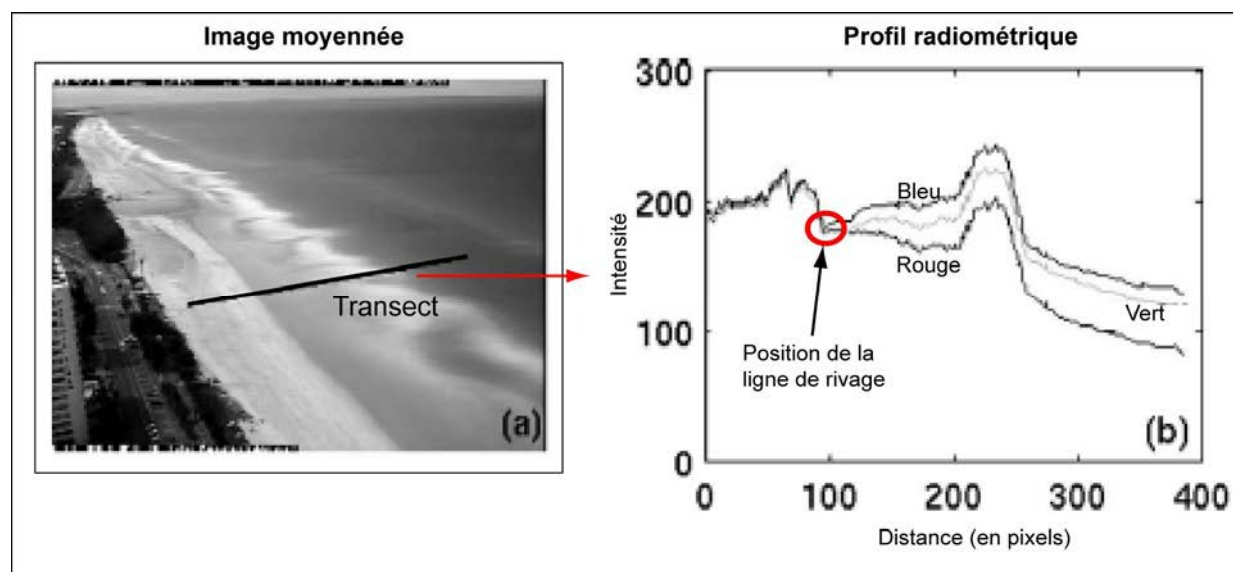 Image moyennée
Transect
(a)
Profil radiométrique
300
200
100
0
Intensité
Bleu
Rouge
Vert
Position de la
ligne de rivage
(b)
0 100 200 300 400
Distance (en pixels)